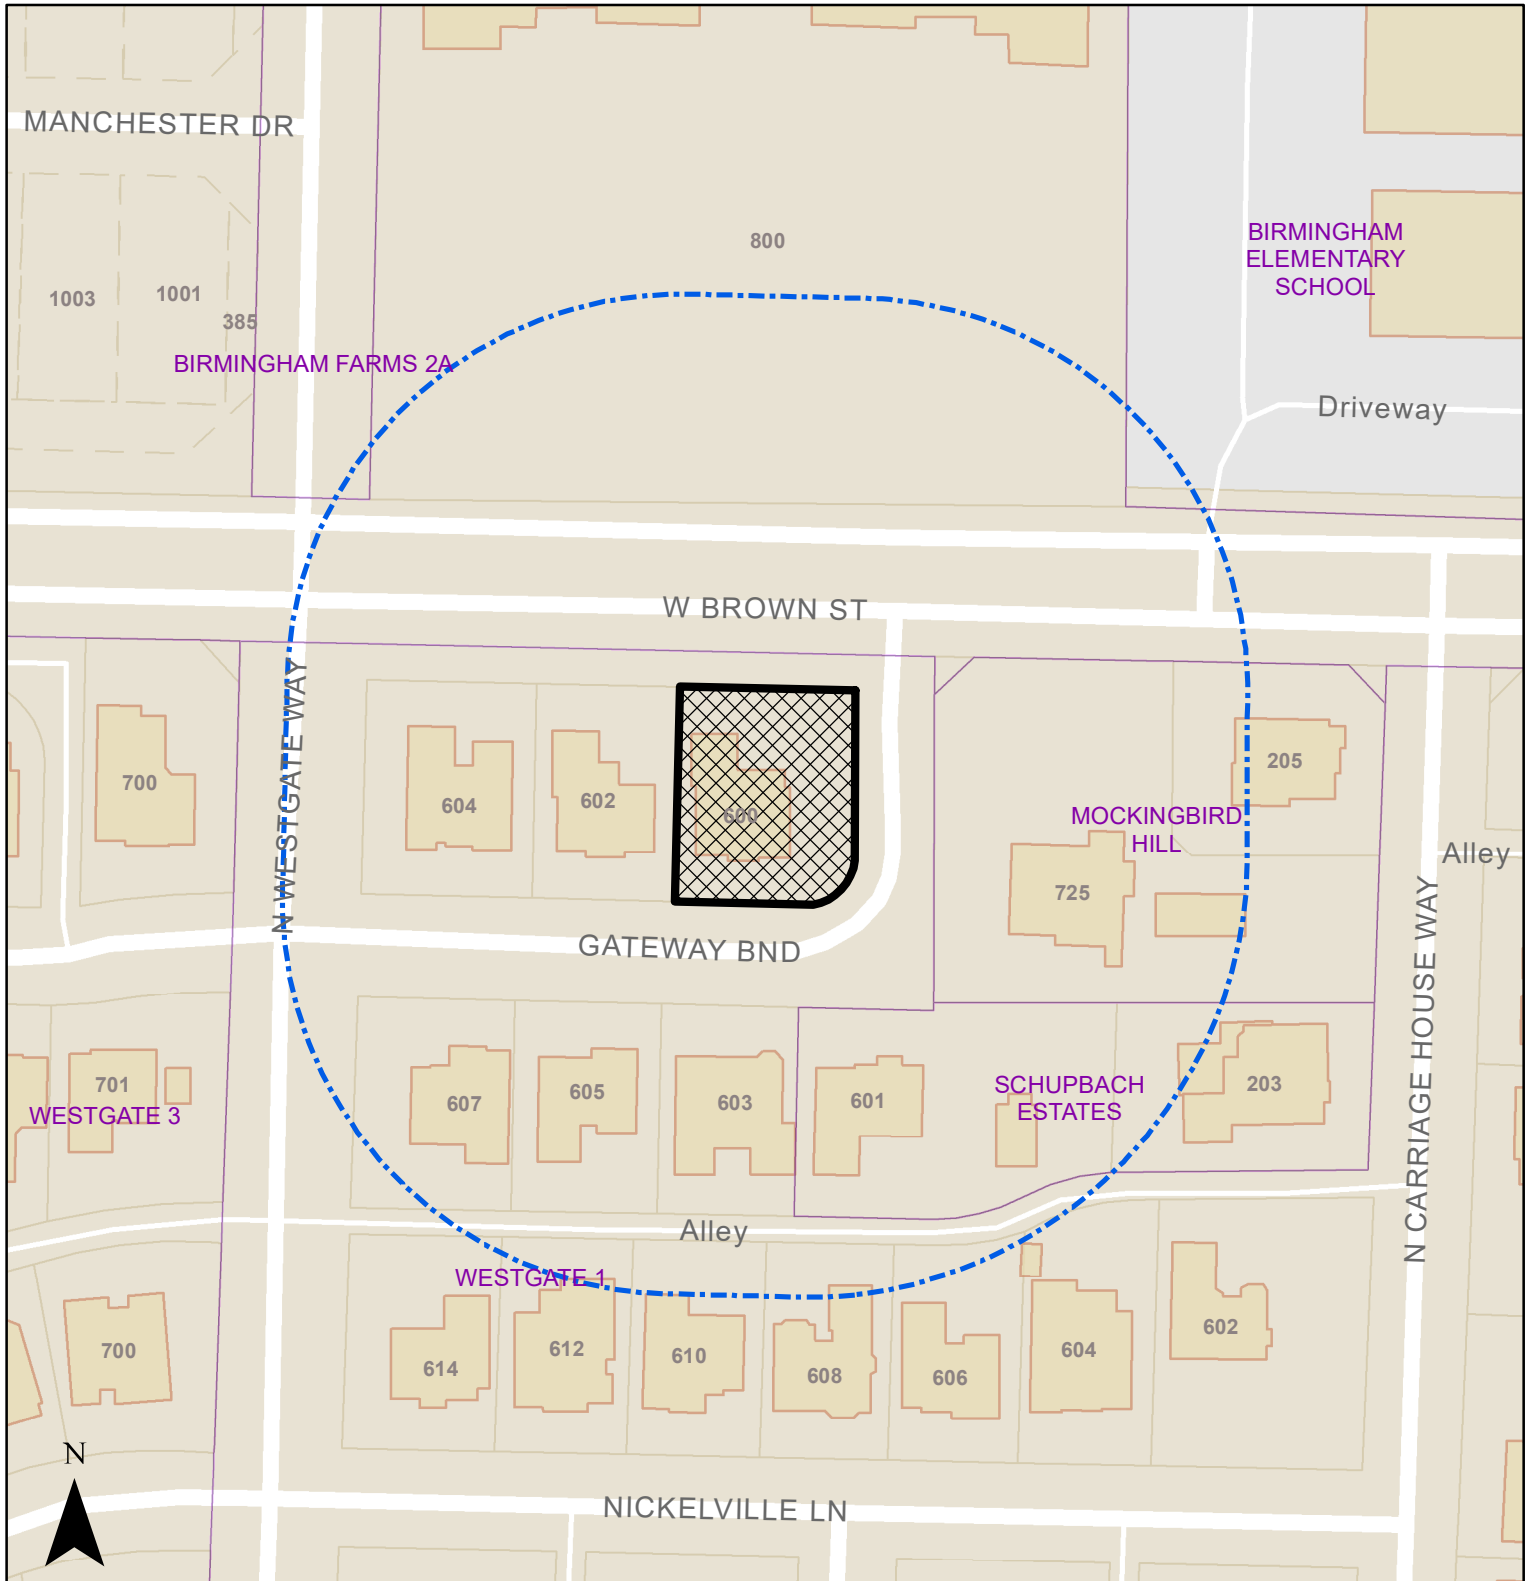 MANCHESTER DR
800
BIRMINGHAM
ELEMENTARY
SCHOOL
1003
1001
385
BIRMINGHAM FARMS 2A
Driveway
W BROWN ST
N WESTGATE WAY
700
604
602
600
205
MOCKINGBIRD
HILL
Alley
725
GATEWAY BND
N CARRIAGE HOUSE WAY
701
WESTGATE 3
607
605
603
601
SCHUPBACH
ESTATES
203
Alley
WESTGATE 1
700
614
612
610
608
606
604
602
N
NICKELVILLE LN